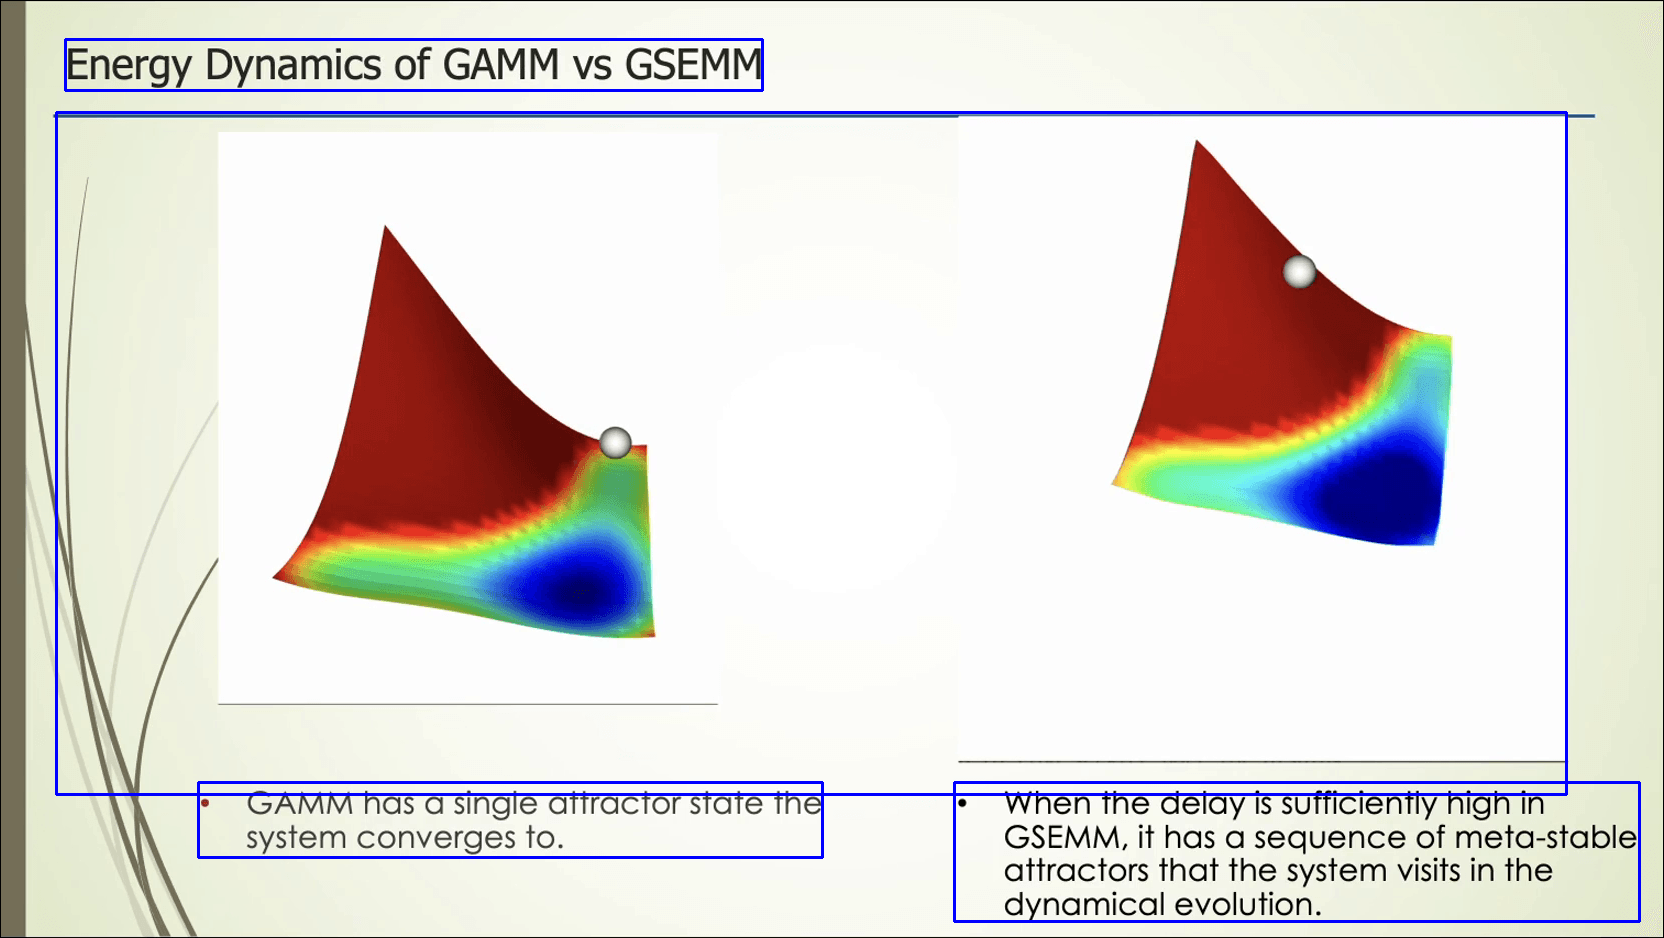 Energy Dynamics of GAMM vs GSEMM
• GAMM has a single attractor state the
system converges to.
• When the delay is sufficiently high in
GSEMM, it has a sequence of meta-stable
attractors that the system visits in the
dynamical evolution.